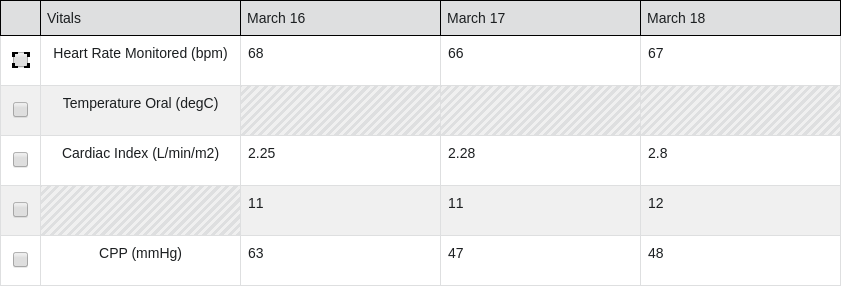 Vitals March 16 March 17 March 18
Heart Rate Monitored (bpm) 68 66 67
Temperature Oral (degC)
Cardiac Index (L/min/m2) 2.25 2.28 2.8
11 11 12
CPP (mmHg) 63 47 48